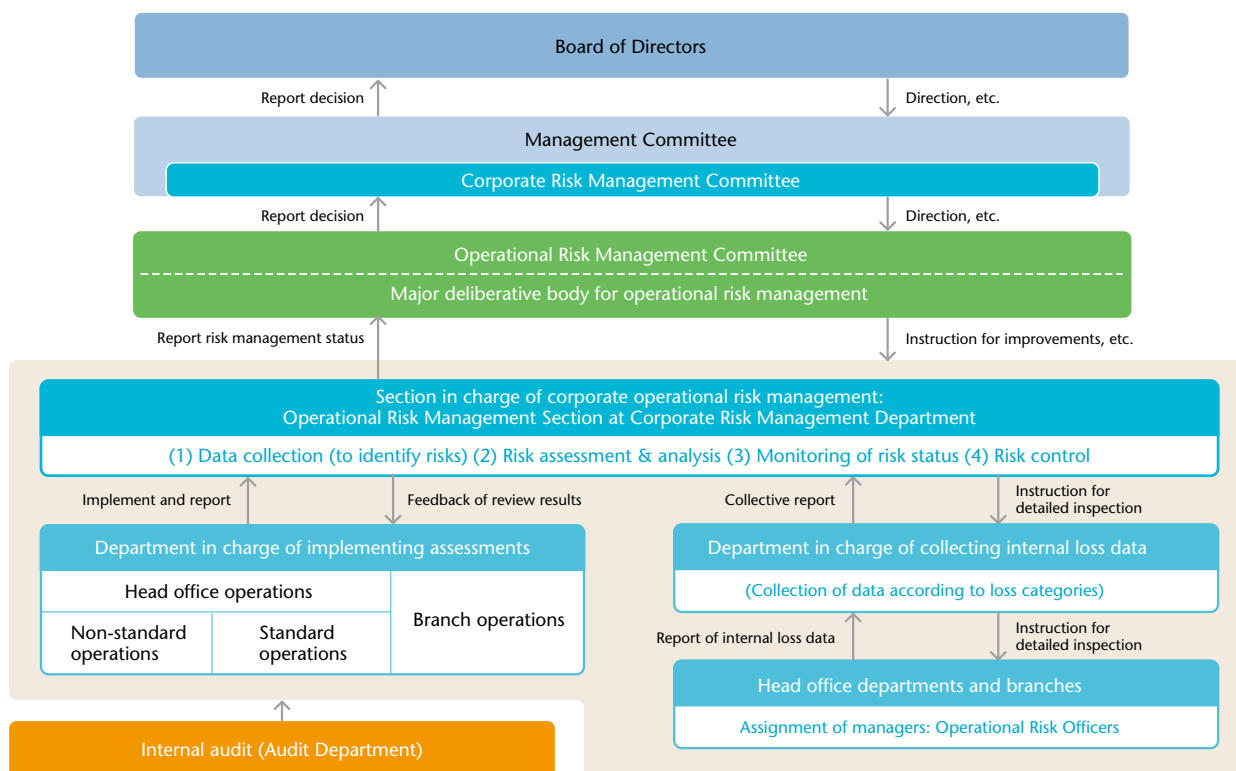 Board of Directors
Report decision
Direction, etc.
Management Committee
Corporate Risk Management Committee
Report decision
Direction, etc.
Operational Risk Management Committee
Major deliberative body for operational risk management
Report risk management status
Instruction for improvements, etc.
Section in charge of corporate operational risk management:
Operational Risk Management Section at Corporate Risk Management Department
(1) Data collection (to identify risks) (2) Risk assessment & analysis (3) Monitoring of risk status (4) Risk control
Implement and report
Feedback of review results
Collective report
Instruction for
detailed inspection
Department in charge of implementing assessments
Head office operations
Non-standard
operations
Standard
operations
Branch operations
Department in charge of collecting internal loss data
(Collection of data according to loss categories)
Report of internal loss data
Instruction for
detailed inspection
Head office departments and branches
Assignment of managers: Operational Risk Officers
Internal audit (Audit Department)